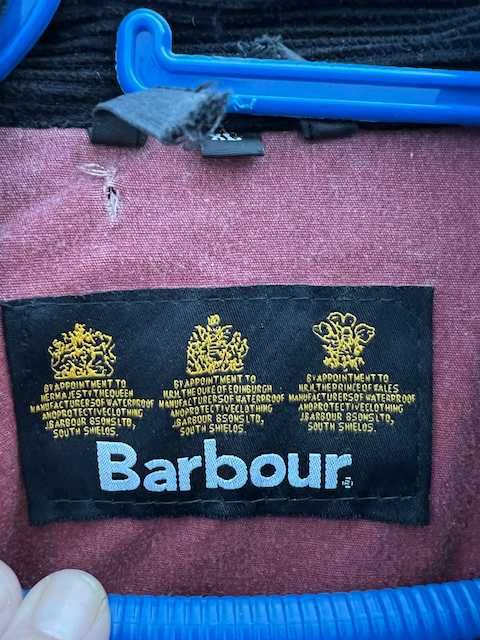 XL
BY APPOINTMENT TO
HER MAJESTY THE QUEEN
MANUFACTURERS OF WATERPROOF
AND PROTECTIVE CLOTHING
J.BARBOUR & SONS LTD,
SOUTH SHIELDS.
BY APPOINTMENT TO
H.R.H. THE DUKE OF EDINBURGH
MANUFACTURERS OF WATERPROOF
AND PROTECTIVE CLOTHING
J.BARBOUR & SONS LTD,
SOUTH SHIELDS.
BY APPOINTMENT TO
H.R.H. THE PRINCE OF WALES
MANUFACTURERS OF WATERPROOF
AND PROTECTIVE CLOTHING
J.BARBOUR & SONS LTD,
SOUTH SHIELDS.
Barbour